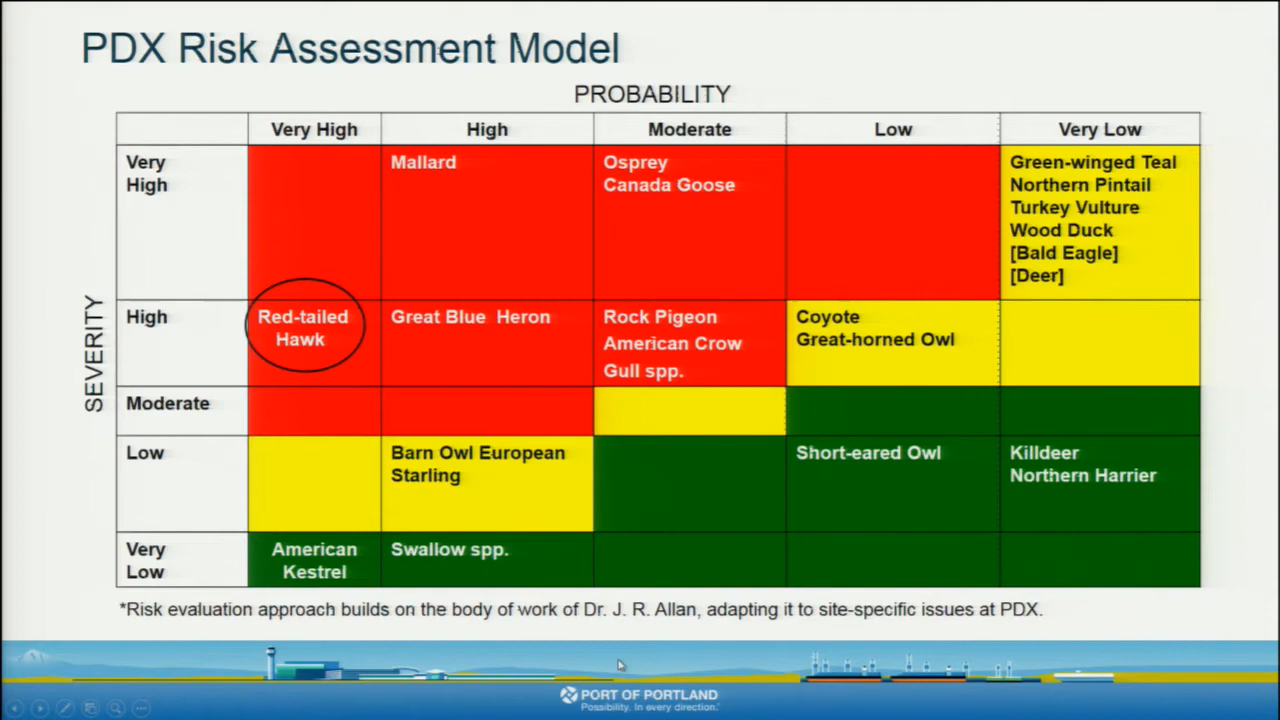 PDX Risk Assessment Model
PROBABILITY
Very High
High
Moderate
Low
Very Low
SEVERITY
Very
High
Mallard
Osprey
Canada Goose
Green-winged Teal
Northern Pintail
Turkey Vulture
Wood Duck
[Bald Eagle]
[Deer]
High
Red-tailed
Hawk
Great Blue Heron
Rock Pigeon
American Crow
Gull spp.
Coyote
Great-horned Owl
Moderate
Low
Barn Owl European
Starling
Short-eared Owl
Killdeer
Northern Harrier
Very
Low
American
Kestrel
Swallow spp.
*Risk evaluation approach builds on the body of work of Dr. J. R. Allan, adapting it to site-specific issues at PDX.
PORT OF PORTLAND
Possibility. In every direction.